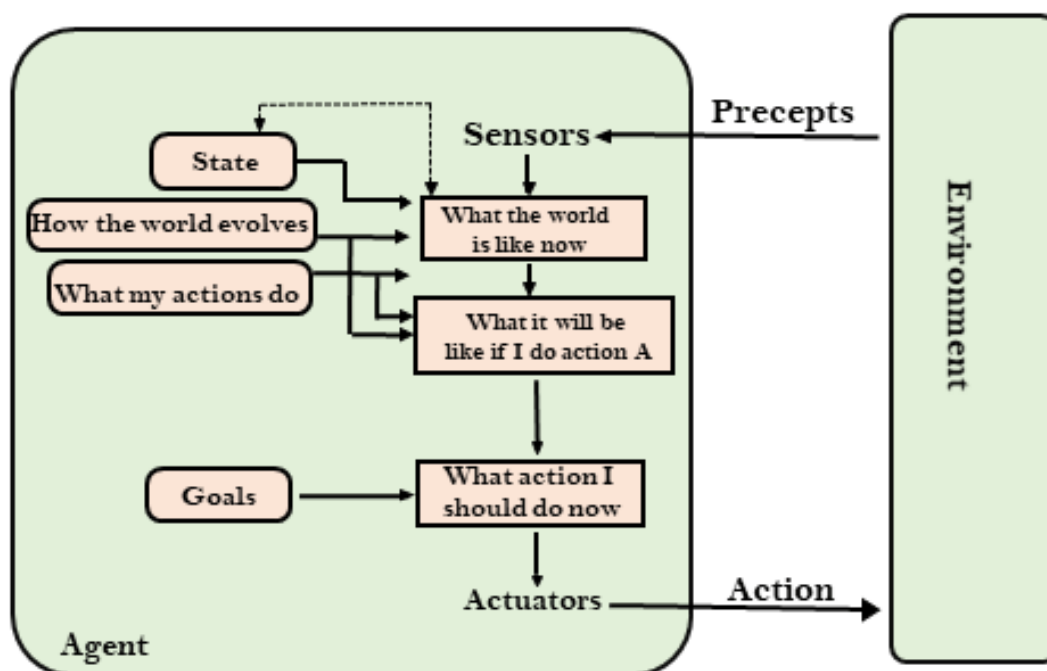 Precepts
Sensors
State
What the world
is like now
How the world evolves
What my actions do
What it will be
like if I do action A
Environment
Goals
What action I
should do now
Actuators
Action
Agent